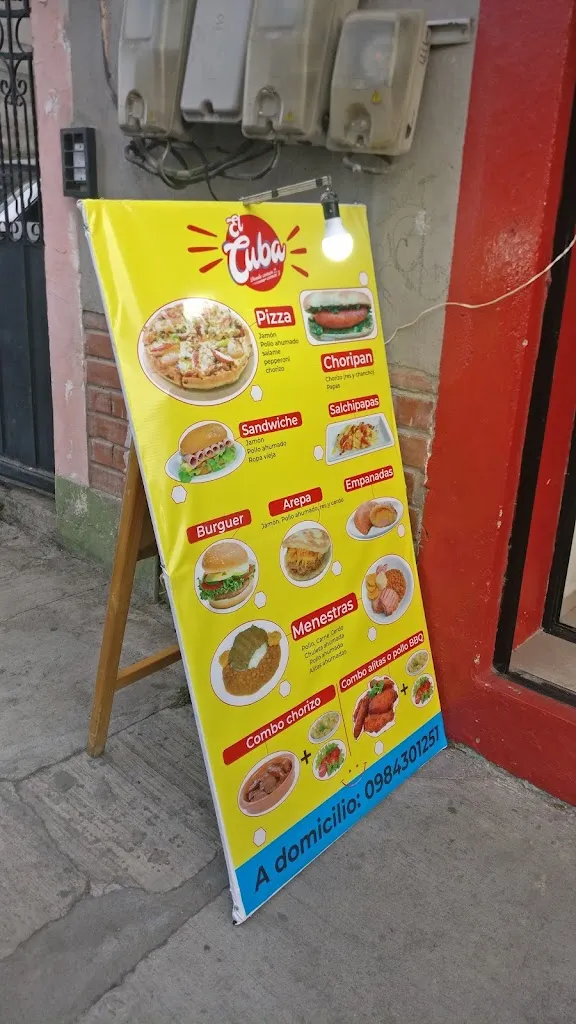 El
Cuba
Pizza
Jamón
Pollo ahumado
salame
pepperoni
chorizo
Choripan
Chorizo (res y chancho)
Papas
Sandwiche
Jamón
Pollo ahumado
Ropa vieja
Salchipapas
Burguer
Arepa
Jamón, Pollo ahumado, res y cerdo
Empanadas
Menestras
Pollo, Carne, Cerdo
Chuleta ahumada
Pollo ahumado
Alitas ahumadas
Combo chorizo
+
Combo alitas o pollo BBQ
+
A domicilio: 0984301251